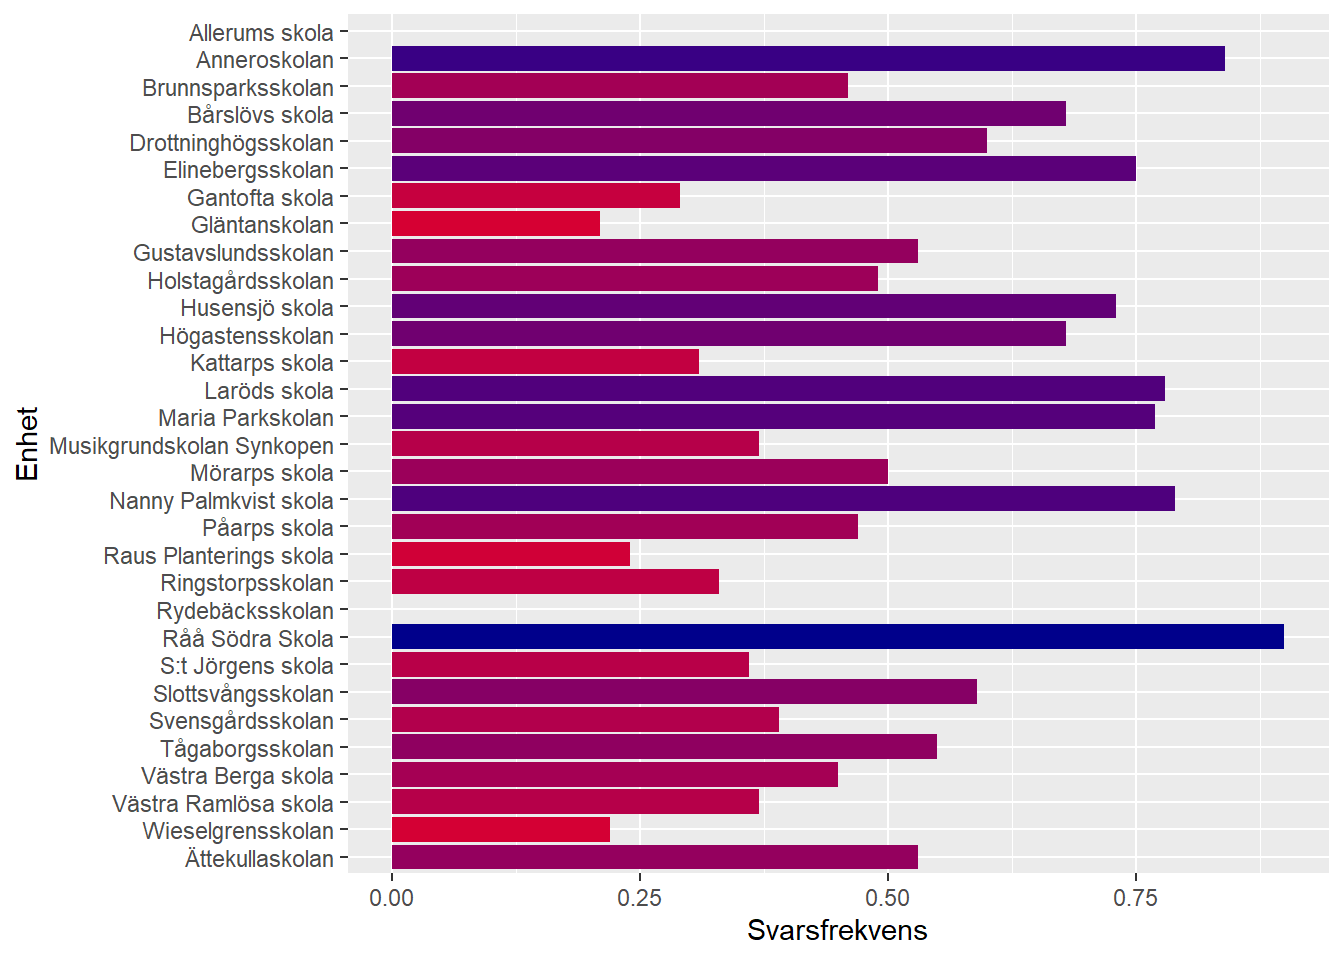 Allerums skola
Anneroskolan
Brunnsparksskolan
Bårslövs skola
Drottninghögsskolan
Elinebergsskolan
Gantofta skola
Gläntanskolan
Gustavslundsskolan
Holstagårdsskolan
Husensjö skola
Högastensskolan
Kattarps skola
Laröds skola
Maria Parkskolan
Musikgrundskolan Synkopen
Mörarps skola
Nanny Palmkvist skola
Påarps skola
Raus Planterings skola
Ringstorpsskolan
Rydebäcksskolan
Råå Södra Skola
S:t Jörgens skola
Slottsvångsskolan
Svensgårdsskolan
Tågaborgsskolan
Västra Berga skola
Västra Ramlösa skola
Wieselgrensskolan
Ättekullaskolan
Enhet
0.00 0.25 0.50 0.75
Svarsfrekvens